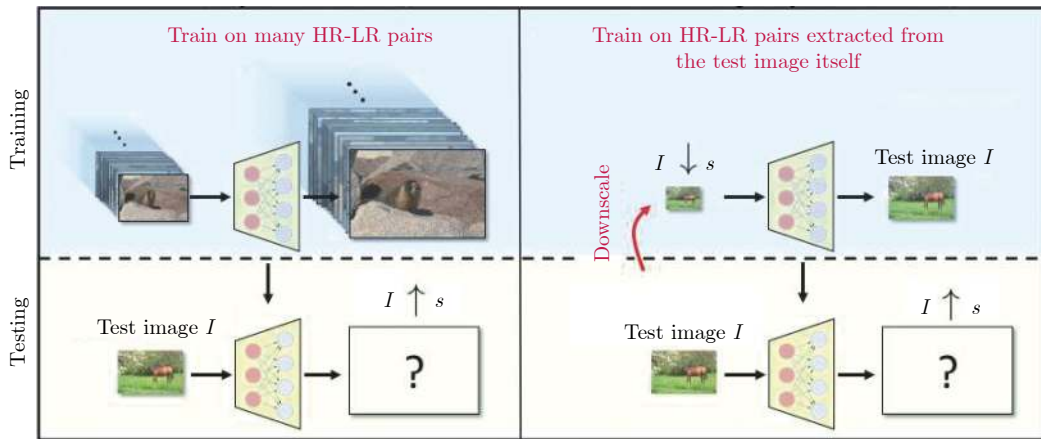 Train on many HR-LR pairs
Train on HR-LR pairs extracted from
the test image itself
Training
I ↓ s
Test image I
Downscale
Testing
Test image I
I ↑ s
?
Test image I
I ↑ s
?